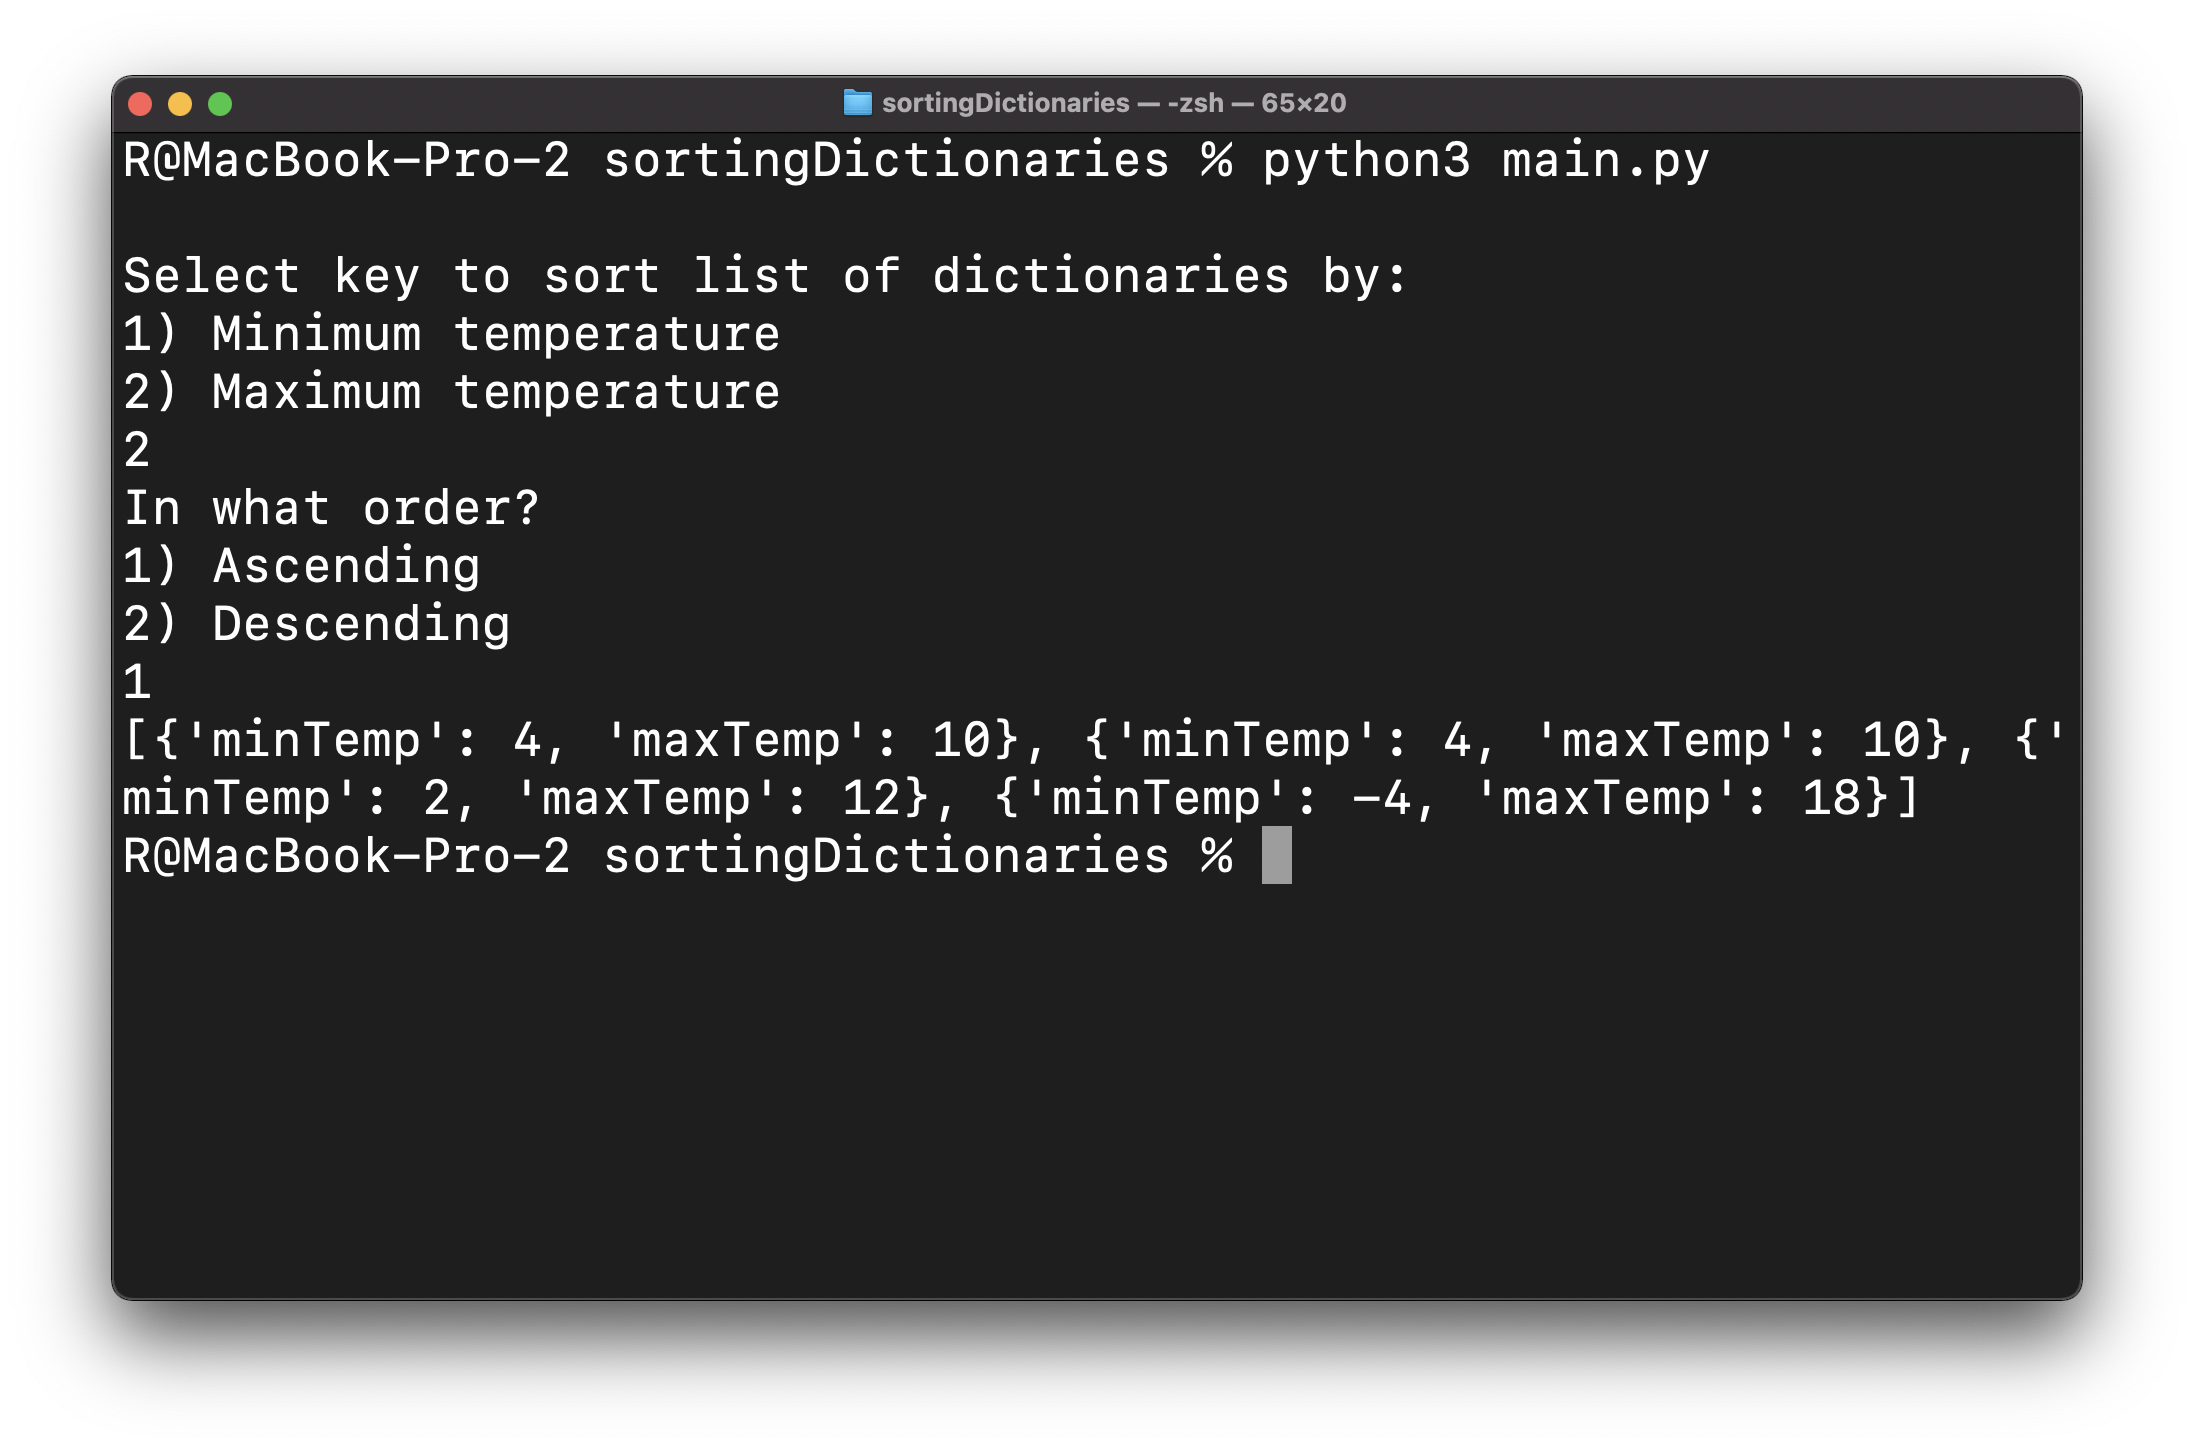 sortingDictionaries — -zsh — 65×20
R@MacBook-Pro-2 sortingDictionaries % python3 main.py
Select key to sort list of dictionaries by:
1) Minimum temperature
2) Maximum temperature
2
In what order?
1) Ascending
2) Descending
1
[{'minTemp': 4, 'maxTemp': 10}, {'minTemp': 4, 'maxTemp': 10}, {'
minTemp': 2, 'maxTemp': 12}, {'minTemp': -4, 'maxTemp': 18}]
R@MacBook-Pro-2 sortingDictionaries %